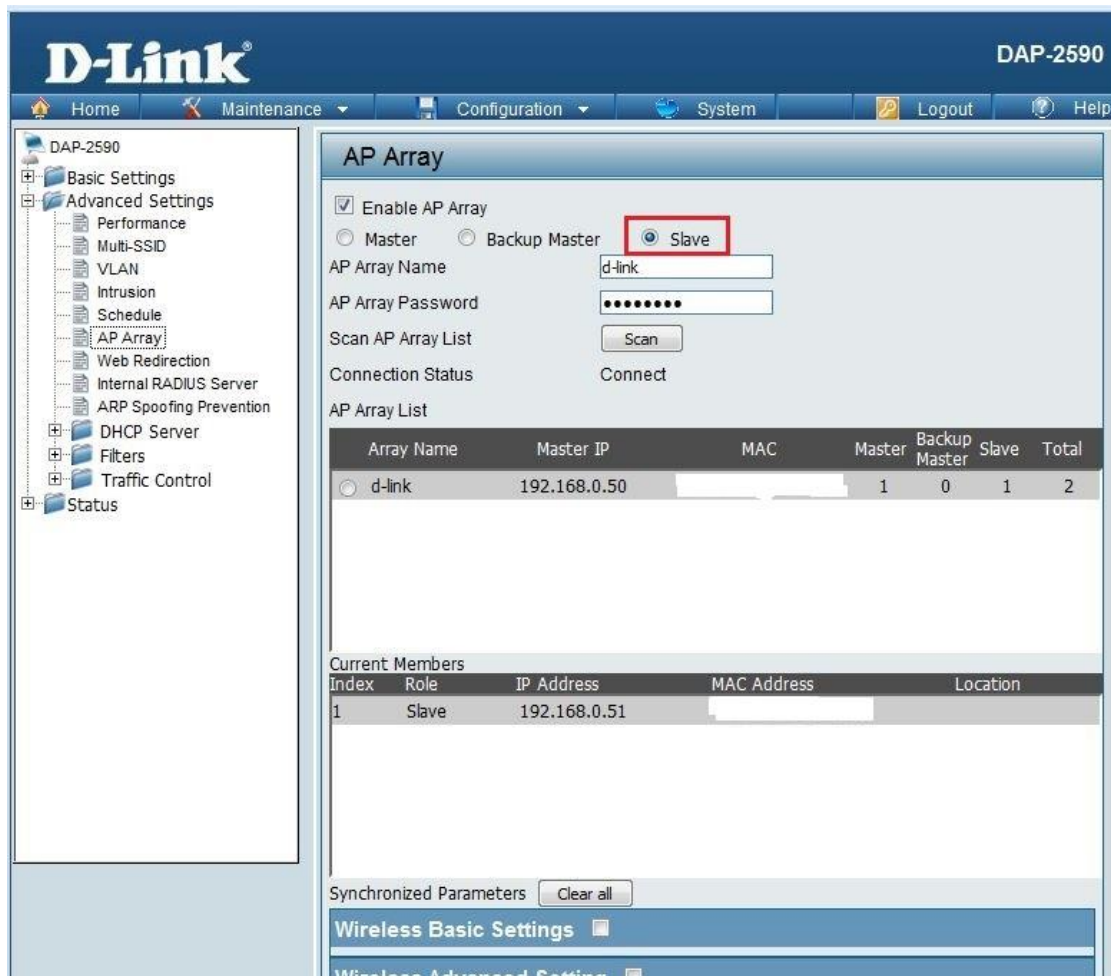 D-Link®
DAP-2590
Home Maintenance Configuration System Logout Help
DAP-2590
Basic Settings
Advanced Settings
Performance
Multi-SSID
VLAN
Intrusion
Schedule
AP Array
Web Redirection
Internal RADIUS Server
ARP Spoofing Prevention
DHCP Server
Filters
Traffic Control
Status
AP Array
Enable AP Array
Master Backup Master Slave
AP Array Name d-link
AP Array Password ••••••••
Scan AP Array List Scan
Connection Status Connect
AP Array List
Array Name Master IP MAC Master Backup Master Slave Total
d-link 192.168.0.50 1 0 1 2
Current Members
Index Role IP Address MAC Address Location
1 Slave 192.168.0.51
Synchronized Parameters Clear all
Wireless Basic Settings
Wireless Advanced Setting